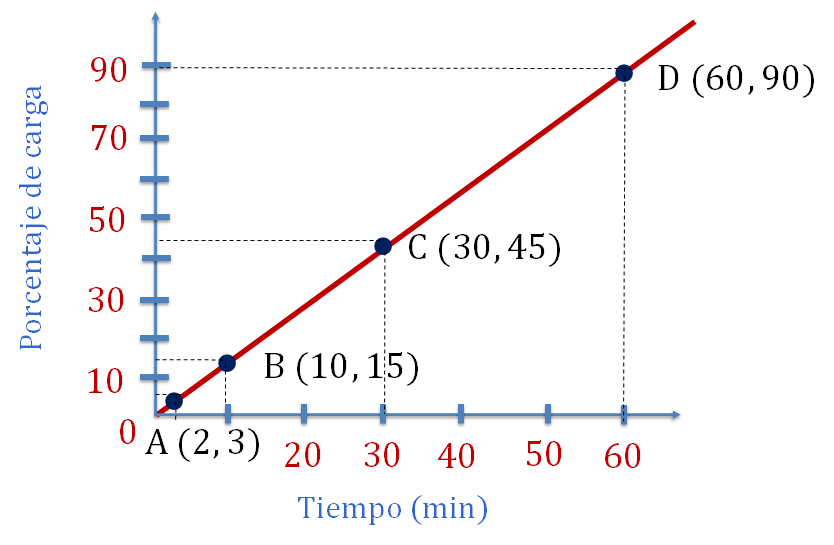 90
D (60, 90)
70
Porcentaje de carga
50
C (30, 45)
30
B (10, 15)
10
0
A (2, 3)
20 30 40 50 60
Tiempo (min)